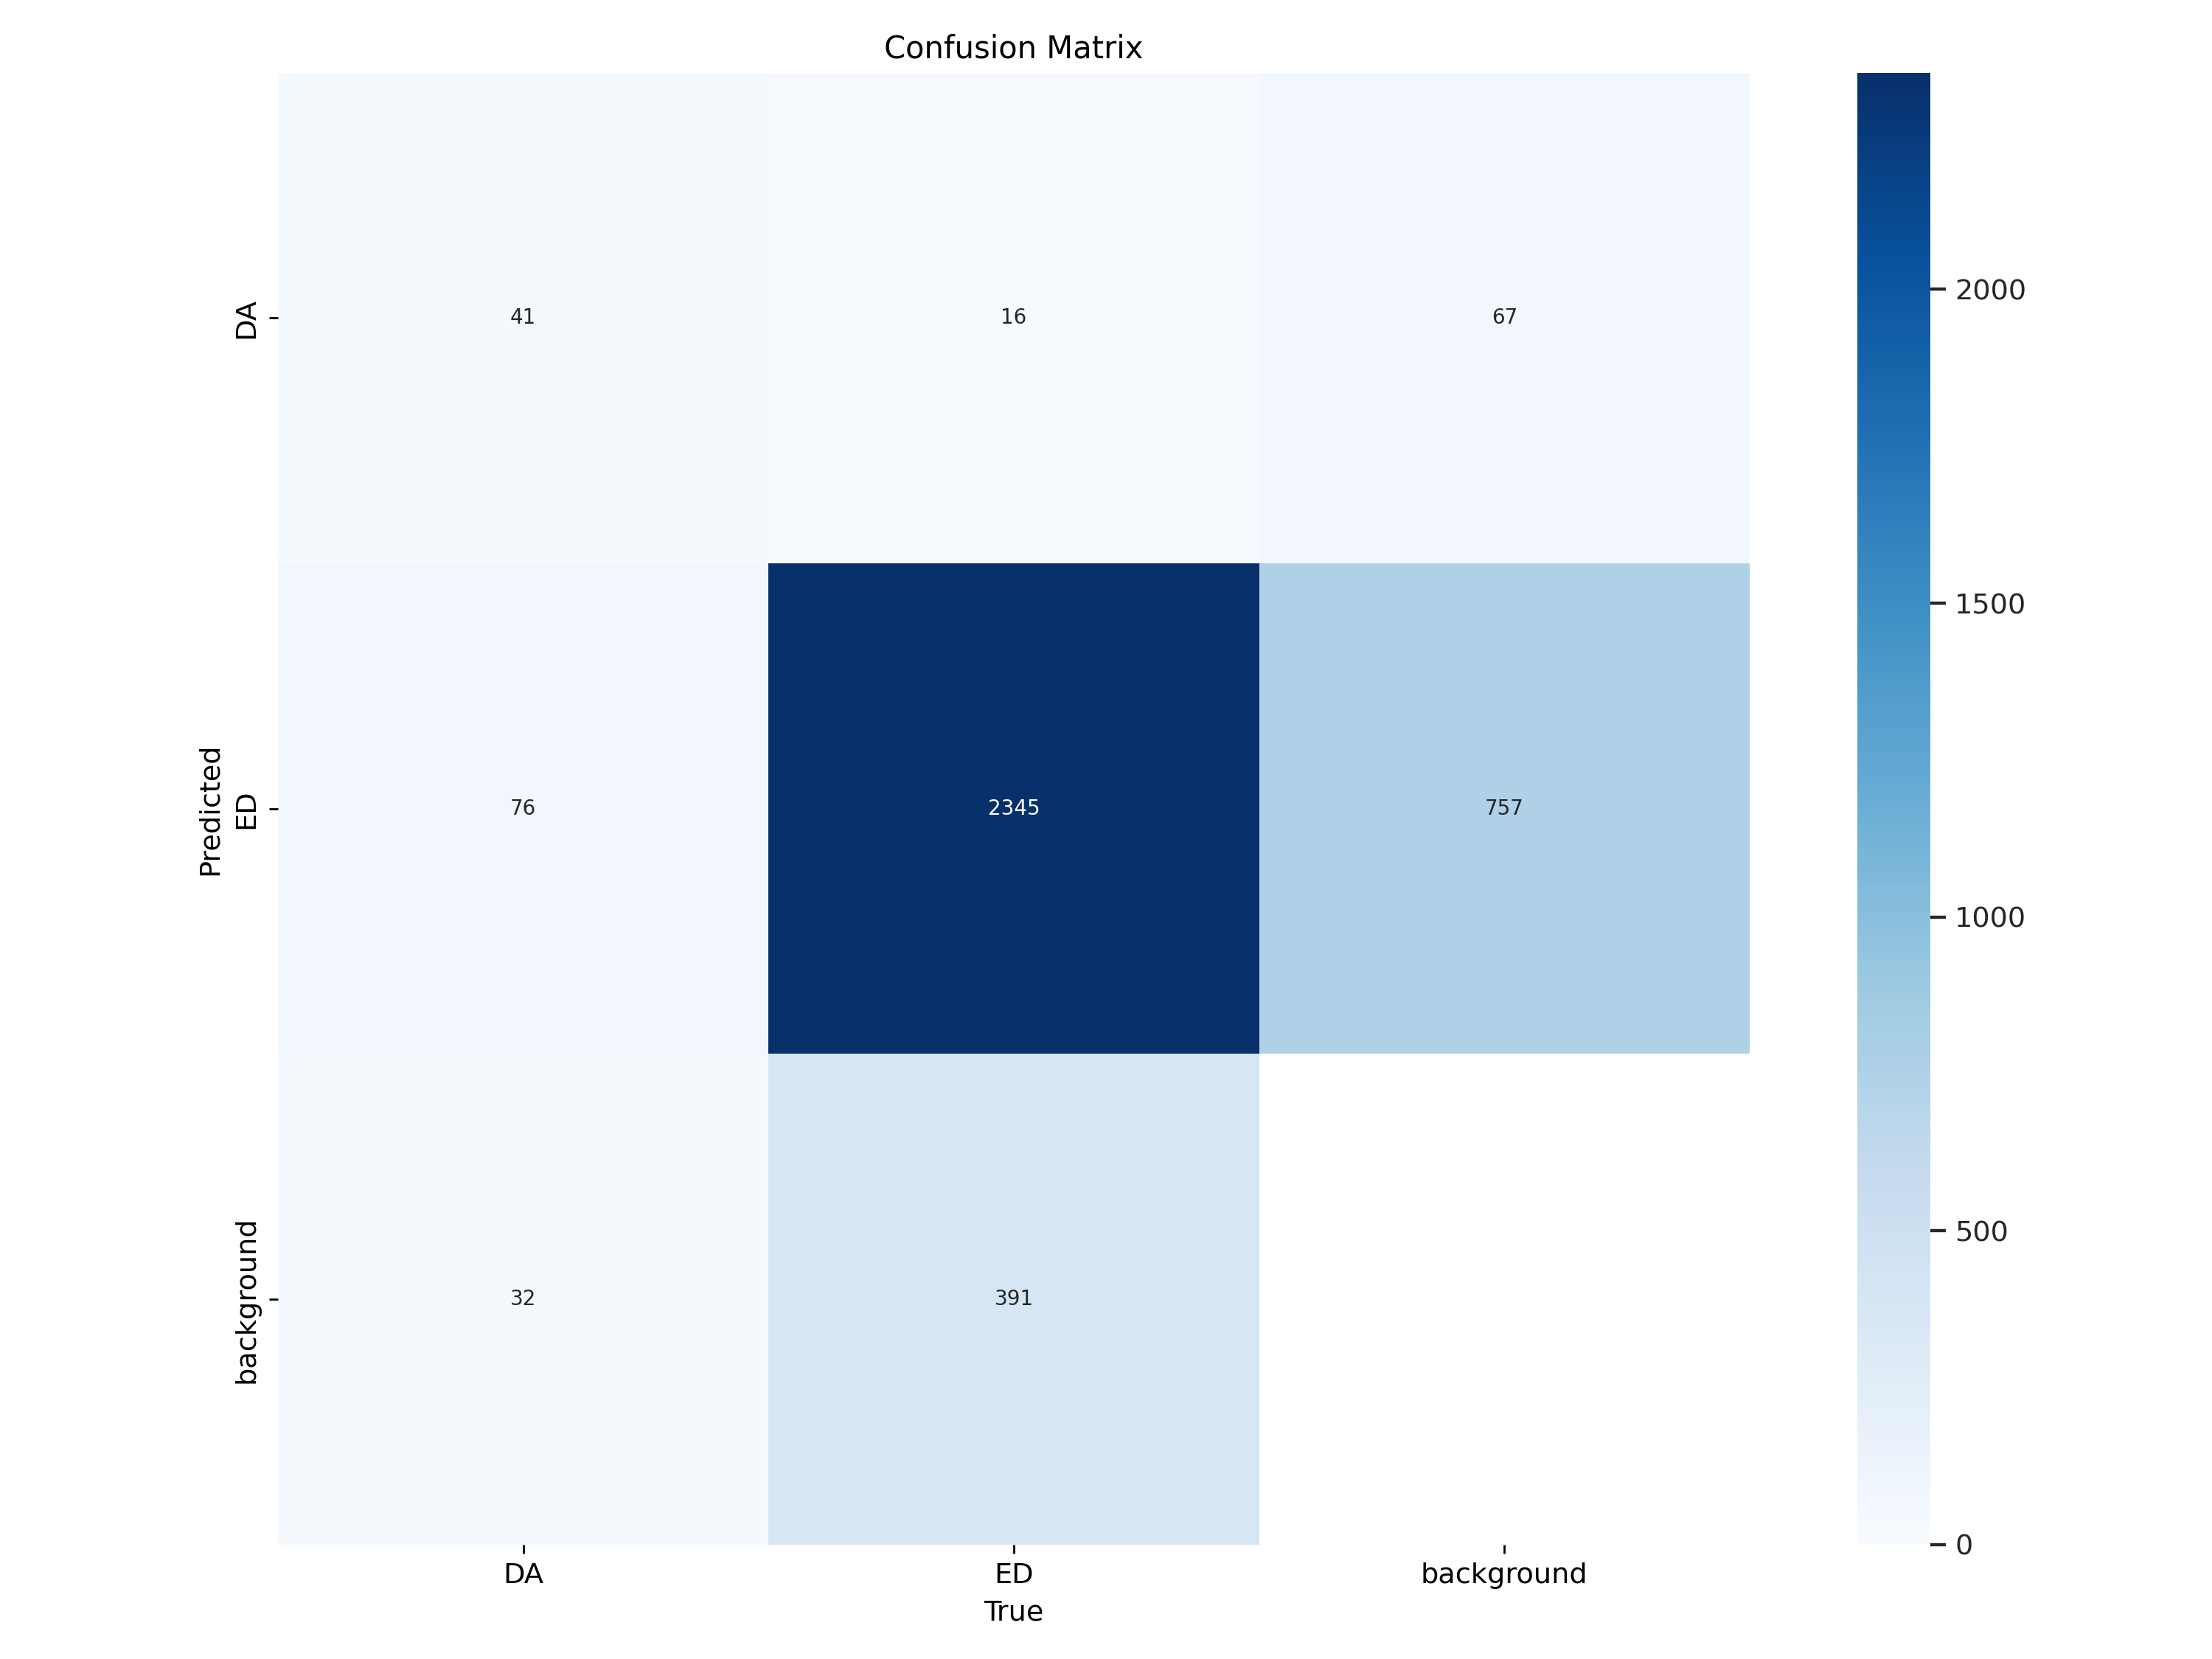 Confusion Matrix
DA
41
16
67
Predicted
ED
76
2345
757
background
32
391
DA
ED
background
True
2000
1500
1000
500
0